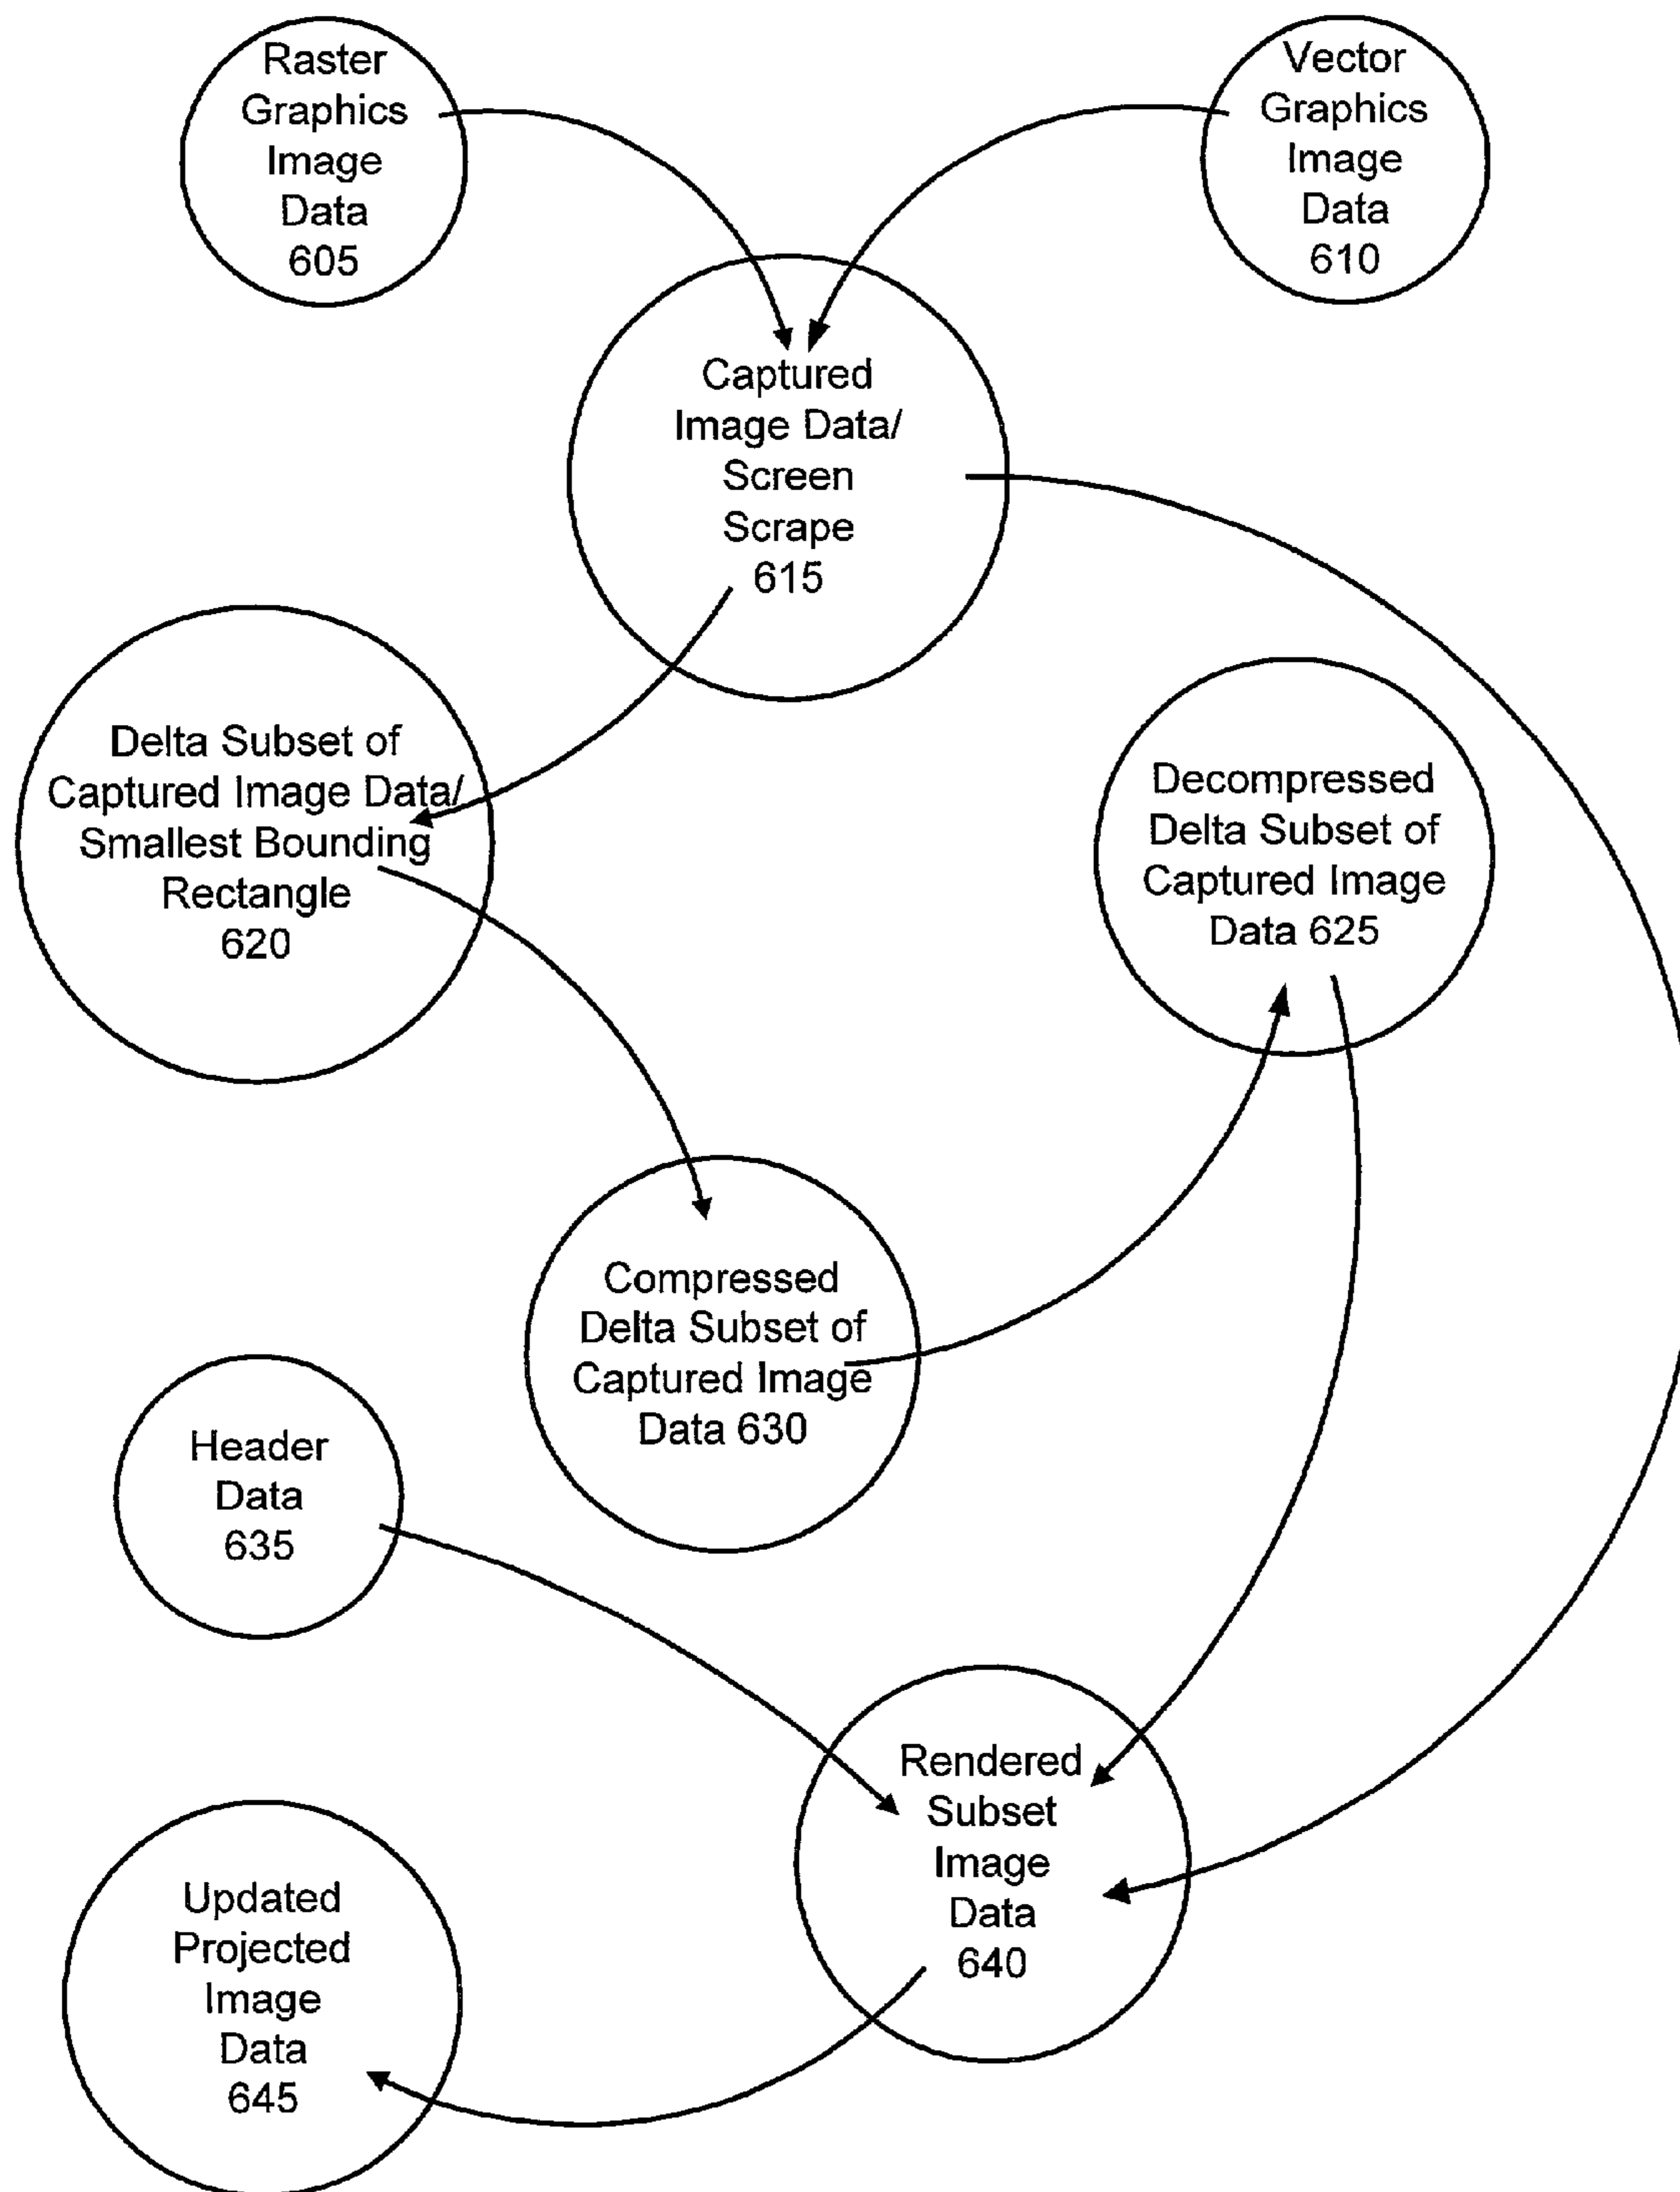 Raster
Graphics
Image
Data
605
Vector
Graphics
Image
Data
610
Captured
Image Data/
Screen
Scrape
615
Delta Subset of
Captured Image Data/
Smallest Bounding
Rectangle
620
Decompressed
Delta Subset of
Captured Image
Data 625
Compressed
Delta Subset of
Captured Image
Data 630
Header
Data
635
Rendered
Subset
Image
Data
640
Updated
Projected
Image
Data
645